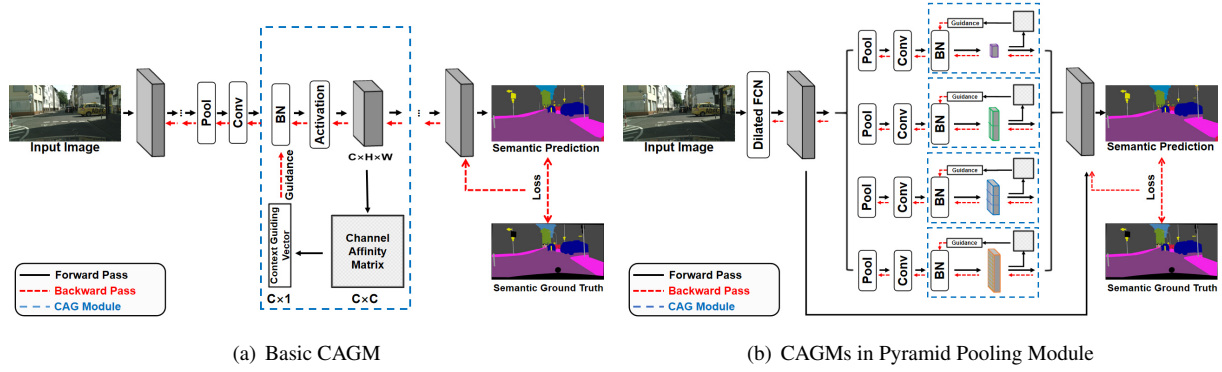 Input Image
...
Pool
Conv
BN
Activation
C×H×W
...
Semantic Prediction
Guidance
Loss
Context Guiding
Vector
C×1
Channel
Affinity
Matrix
C×C
Semantic Ground Truth
Forward Pass
Backward Pass
CAG Module
(a) Basic CAGM
Input Image
Dilated FCN
Pool
Conv
BN
Guidance
Pool
Conv
BN
Guidance
Pool
Conv
BN
Guidance
Pool
Conv
BN
Guidance
Semantic Prediction
Loss
Semantic Ground Truth
Forward Pass
Backward Pass
CAG Module
(b) CAGMs in Pyramid Pooling Module